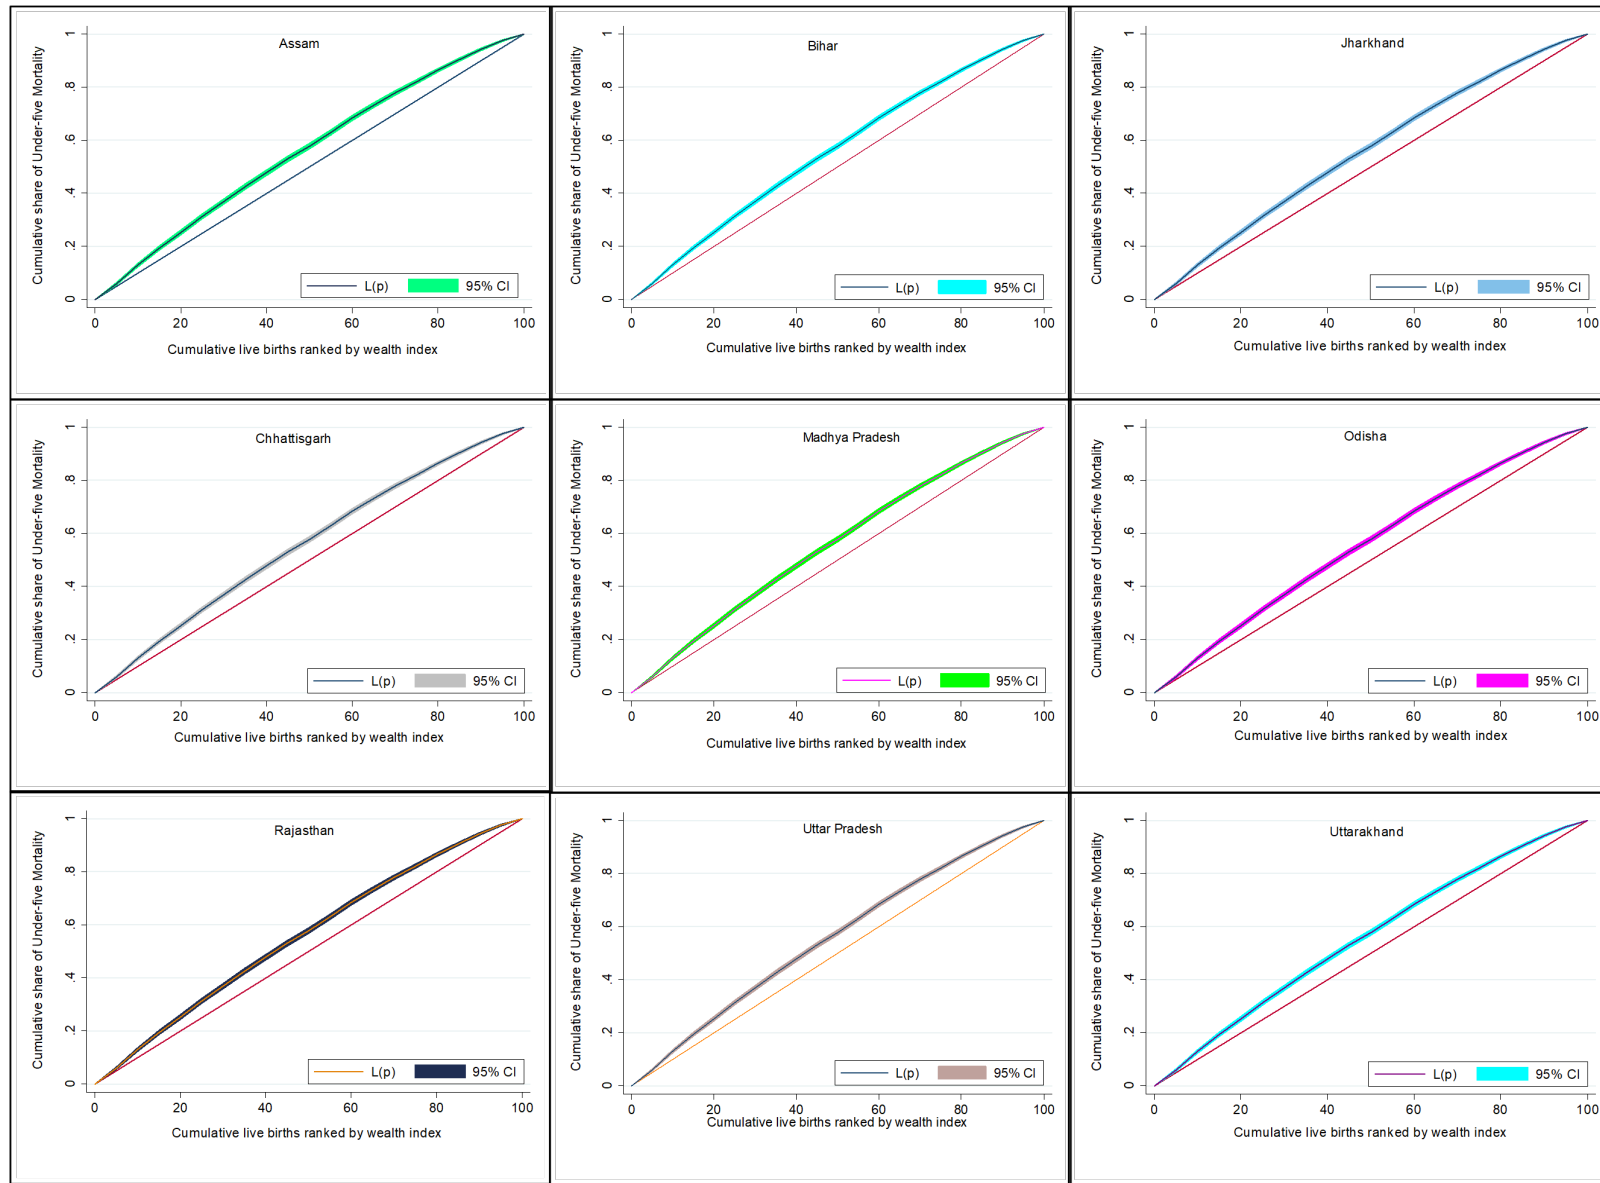 Assam
Cumulative share of Under-five Mortality
1
.8
.6
.4
.2
0
L(p) 95% CI
0 20 40 60 80 100
Cumulative live births ranked by wealth index
Bihar
Cumulative share of Under-five Mortality
1
.8
.6
.4
.2
0
L(p) 95% CI
0 20 40 60 80 100
Cumulative live births ranked by wealth index
Jharkhand
Cumulative share of Under-five Mortality
1
.8
.6
.4
.2
0
L(p) 95% CI
0 20 40 60 80 100
Cumulative live births ranked by wealth index
Chhattisgarh
Cumulative share of Under-five Mortality
1
.8
.6
.4
.2
0
L(p) 95% CI
0 20 40 60 80 100
Cumulative live births ranked by wealth index
Madhya Pradesh
Cumulative share of Under-five Mortality
1
.8
.6
.4
.2
0
L(p) 95% CI
0 20 40 60 80 100
Cumulative live births ranked by wealth index
Odisha
Cumulative share of Under-five Mortality
1
.8
.6
.4
.2
0
L(p) 95% CI
0 20 40 60 80 100
Cumulative live births ranked by wealth index
Rajasthan
Cumulative share of Under-five Mortality
1
.8
.6
.4
.2
0
L(p) 95% CI
0 20 40 60 80 100
Cumulative live births ranked by wealth index
Uttar Pradesh
Cumulative share of Under-five Mortality
1
.8
.6
.4
.2
0
L(p) 95% CI
0 20 40 60 80 100
Cumulative live births ranked by wealth index
Uttarakhand
Cumulative share of Under-five Mortality
1
.8
.6
.4
.2
0
L(p) 95% CI
0 20 40 60 80 100
Cumulative live births ranked by wealth index